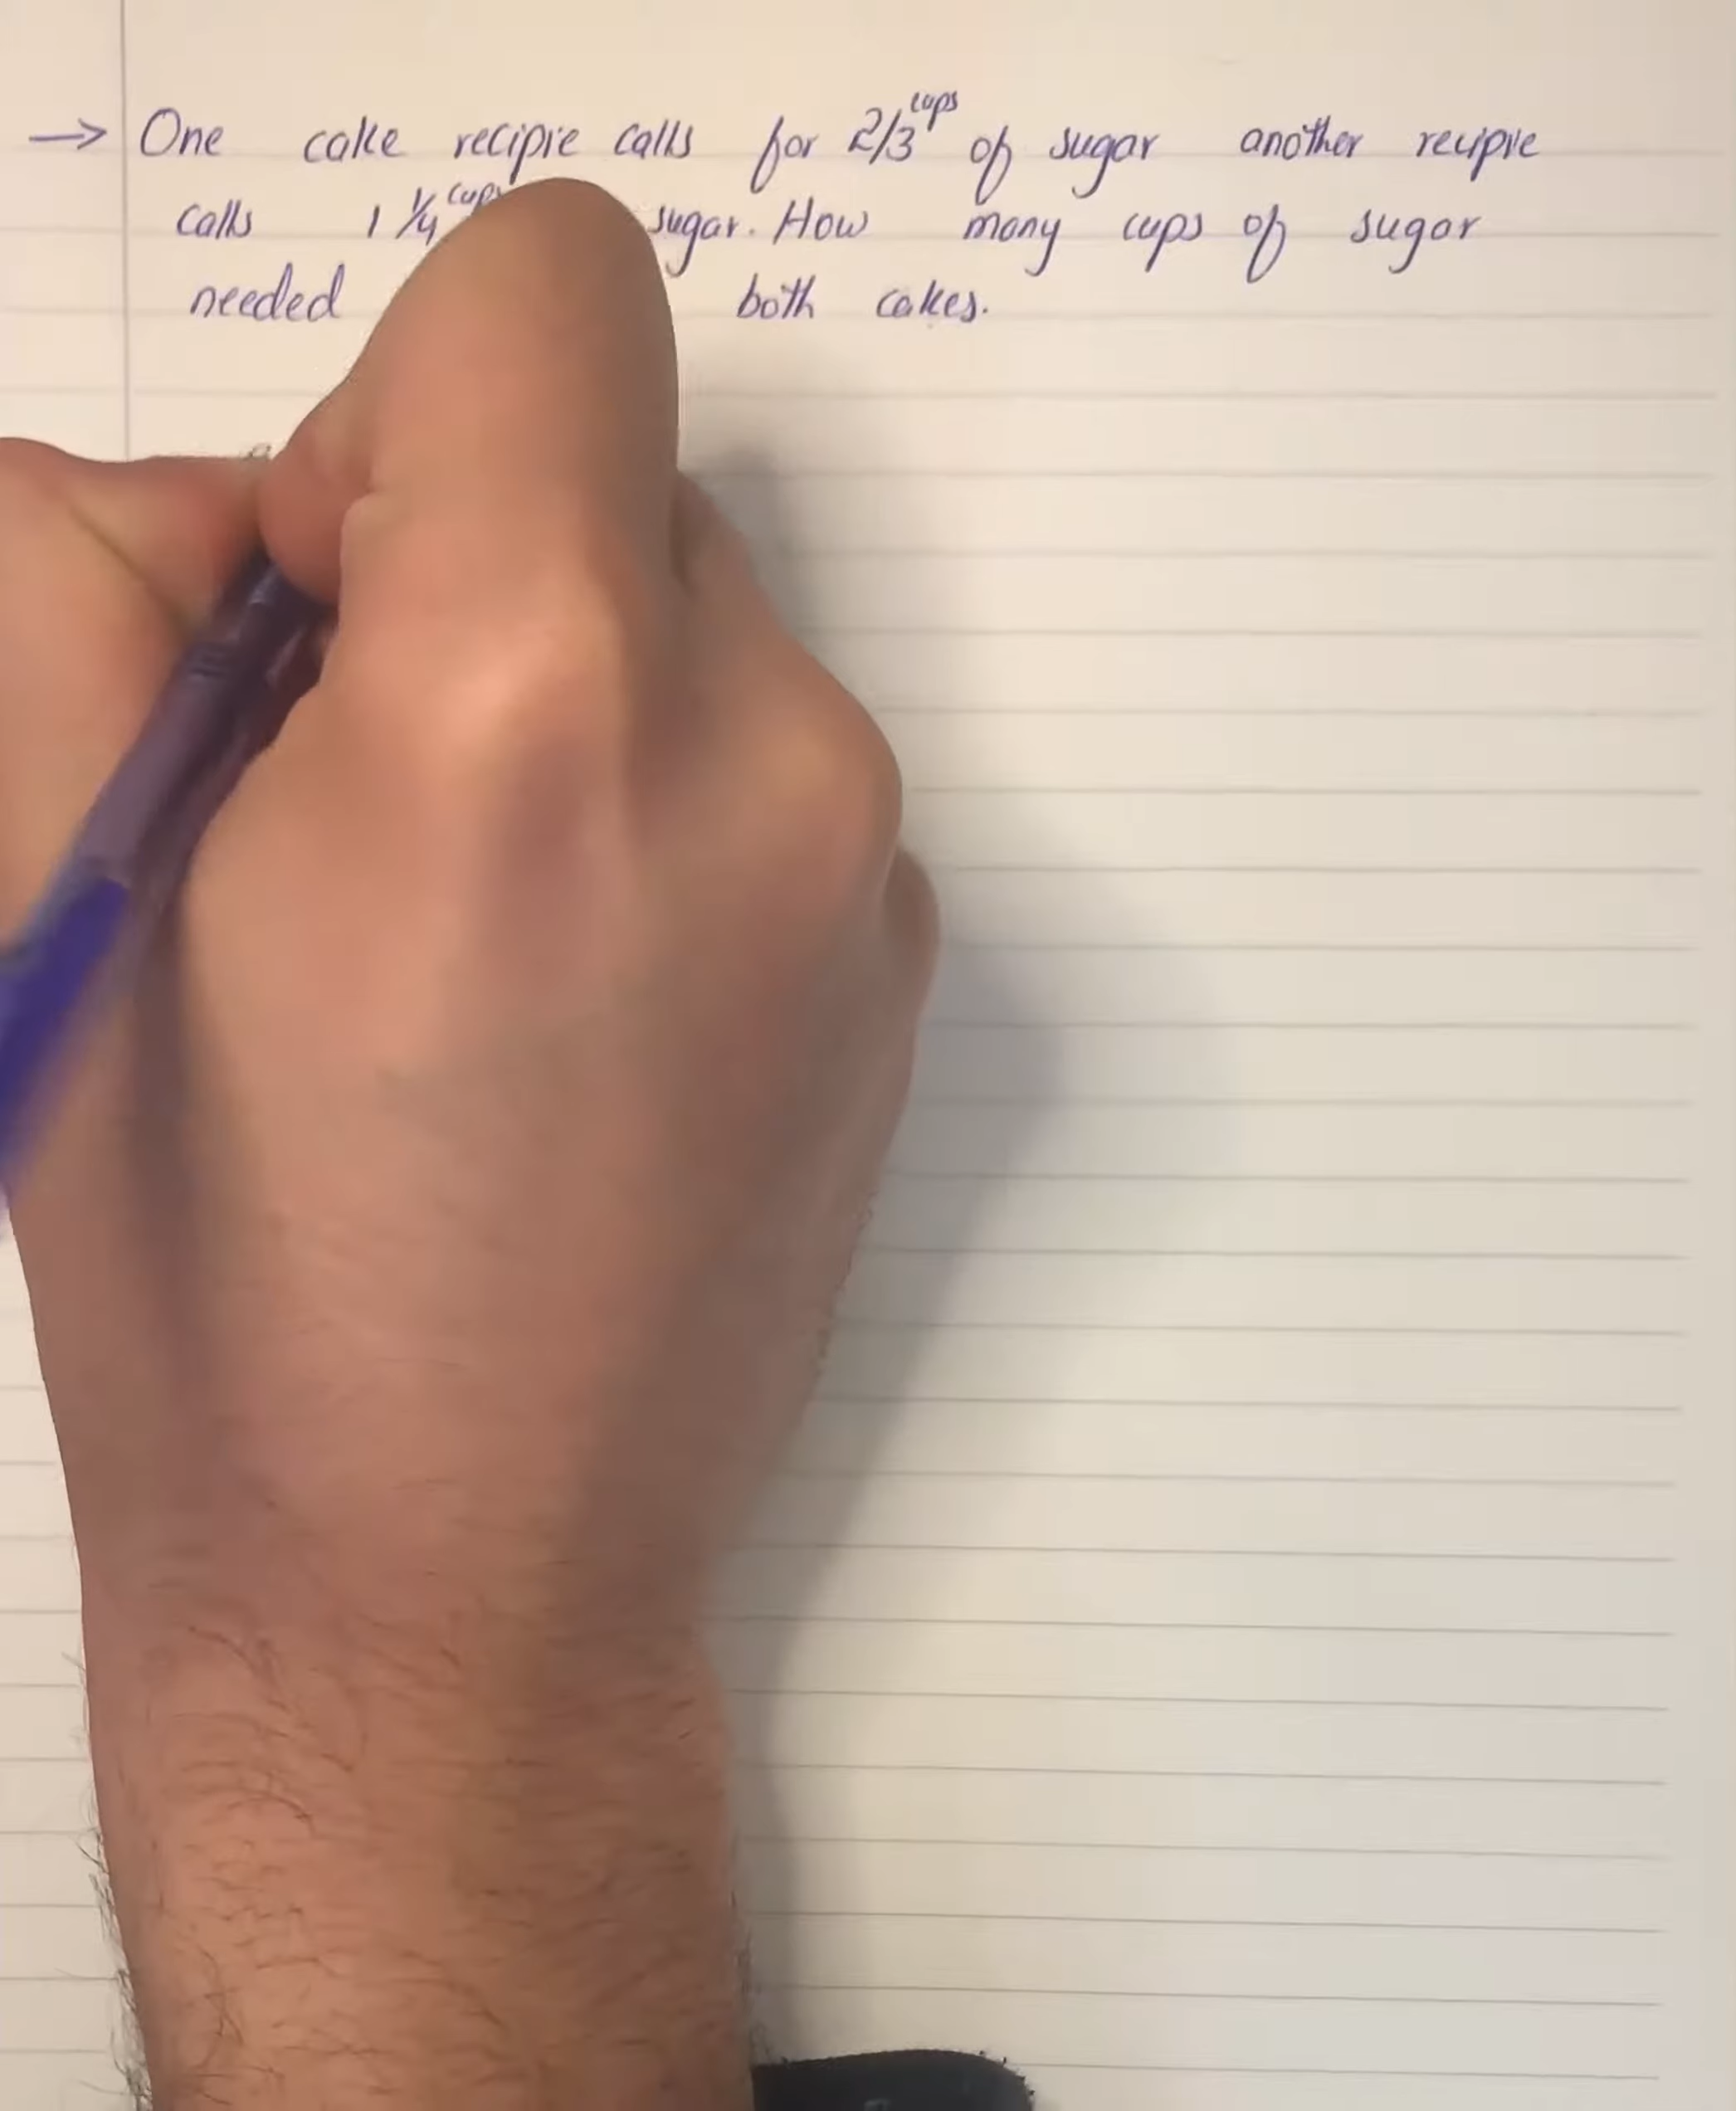 → One cake recipie calls for 2/3 cups of sugar another recipie
calls 1 1/4 cups sugar. How many cups of sugar
needed both cakes.